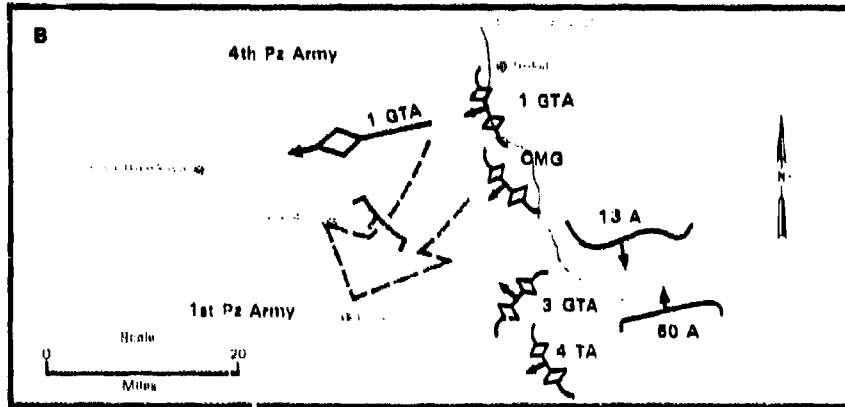 B
4th Pz Army
1 GTA
1 GTA
OMG
N
13 A
1st Pz Army
3 GTA
60 A
4 TA
Scale
0 20
Miles